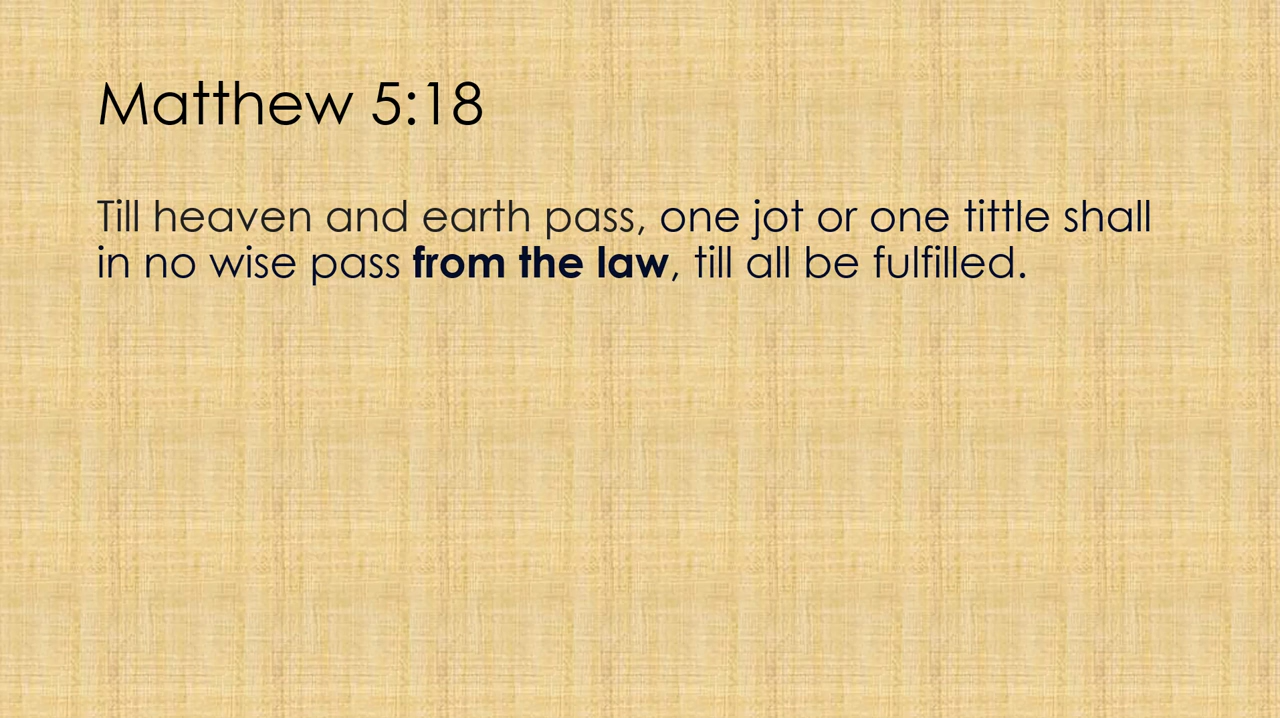 Matthew 5:18
Till heaven and earth pass, one jot or one tittle shall
in no wise pass from the law, till all be fulfilled.